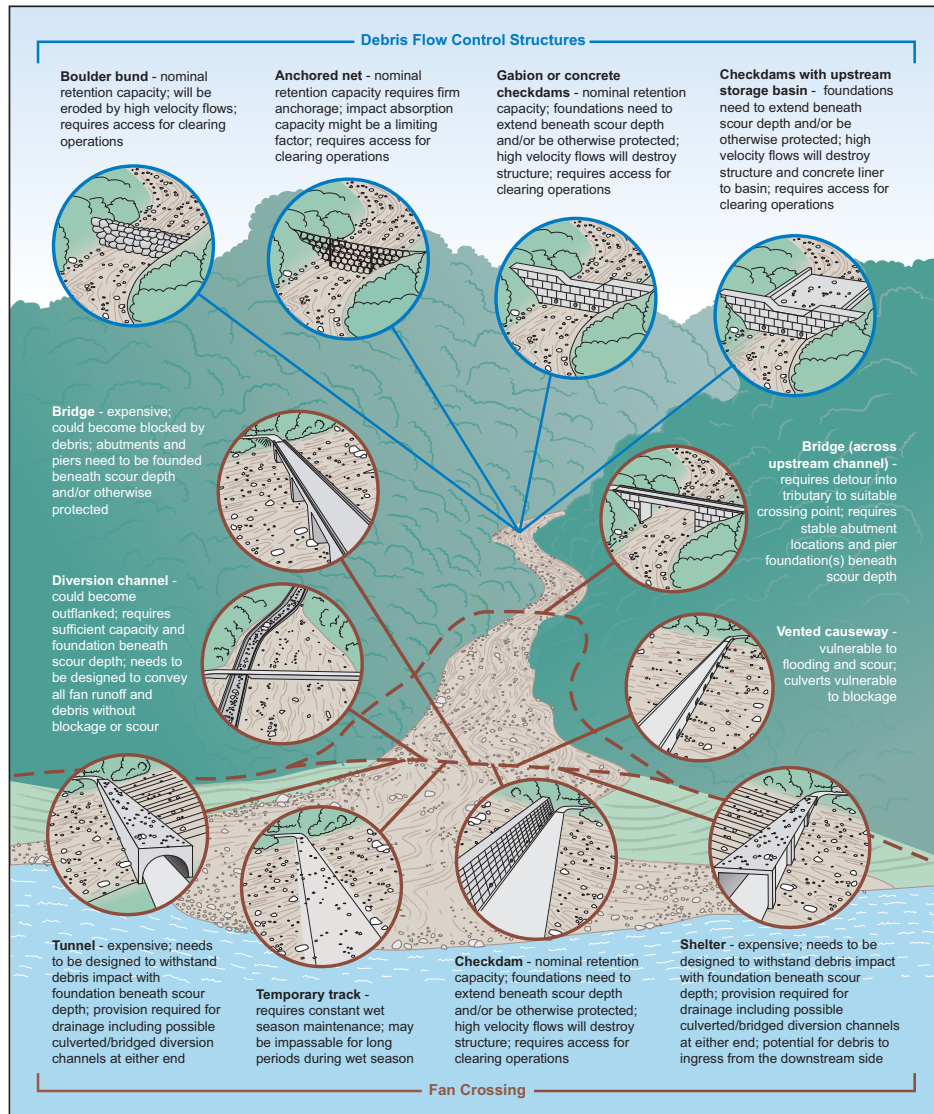 Debris Flow Control Structures
Boulder bund - nominal
retention capacity; will be
eroded by high velocity flows;
requires access for clearing
operations
Anchored net - nominal
retention capacity requires firm
anchorage; impact absorption
capacity might be a limiting
factor; requires access for
clearing operations
Gabion or concrete
checkdams - nominal retention
capacity; foundations need to
extend beneath scour depth
and/or be otherwise protected;
high velocity flows will destroy
structure; requires access for
clearing operations
Checkdams with upstream
storage basin - foundations
need to extend beneath
scour depth and/or be
otherwise protected; high
velocity flows will destroy
structure and concrete liner
to basin; requires access for
clearing operations
Bridge - expensive;
could become blocked by
debris; abutments and
piers need to be founded
beneath scour depth
and/or otherwise
protected
Bridge (across
upstream channel) -
requires detour into
tributary to suitable
crossing point; requires
stable abutment
locations and pier
foundation(s) beneath
scour depth
Diversion channel -
could become
outflanked; requires
sufficient capacity and
foundation beneath
scour depth; needs to
be designed to convey
all fan runoff and
debris without
blockage or scour
Vented causeway -
vulnerable to
flooding and scour;
culverts vulnerable
to blockage
Tunnel - expensive; needs
to be designed to withstand
debris impact with
foundation beneath scour
depth; provision required for
drainage including possible
culverted/bridged diversion
channels at either end
Temporary track -
requires constant wet
season maintenance; may
be impassable for long
periods during wet season
Checkdam - nominal retention
capacity; foundations need to
extend beneath scour depth
and/or be otherwise protected;
high velocity flows will destroy
structure; requires access for
clearing operations
Shelter - expensive; needs to be
designed to withstand debris impact
with foundation beneath scour
depth; provision required for
drainage including possible
culverted/bridged diversion channels
at either end; potential for debris to
ingress from the downstream side
Fan Crossing